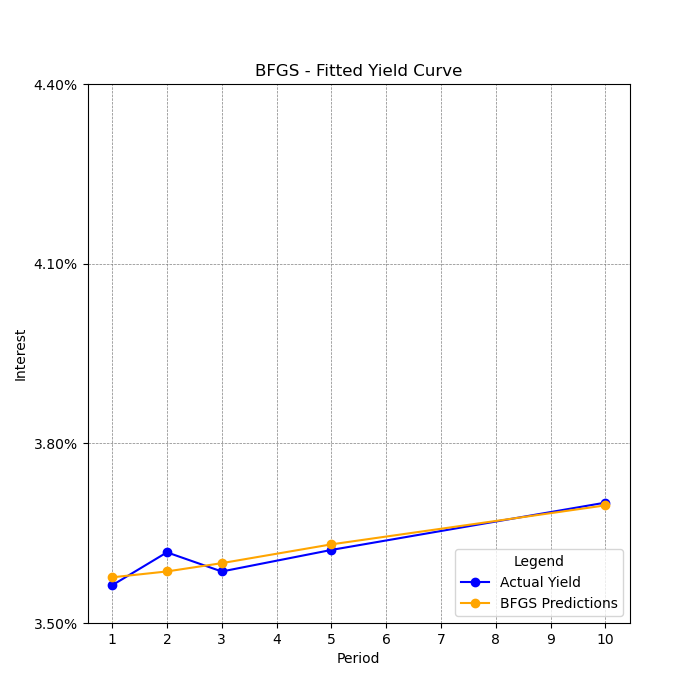 BFGS - Fitted Yield Curve
4.40%
4.10%
3.80%
3.50%
Interest
1 2 3 4 5 6 7 8 9 10
Period
Legend
Actual Yield
BFGS Predictions